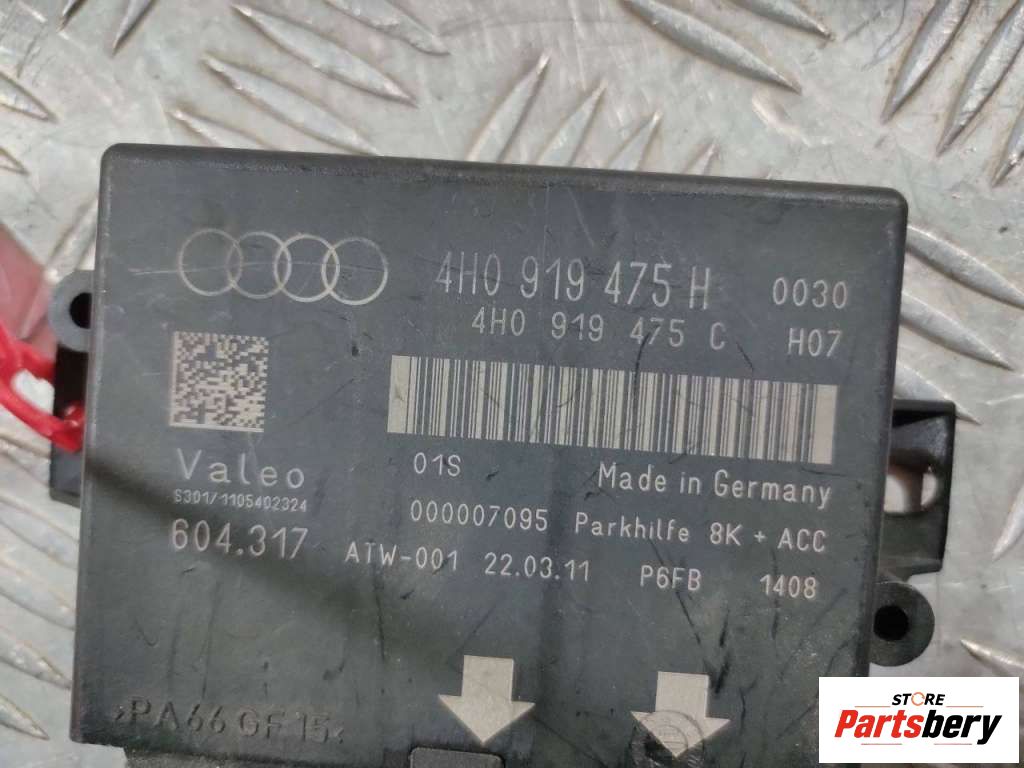 4H0 919 475 H 0030
4H0 919 475 C H07
Valeo
S301/1105402324
604.317
01S Made in Germany
000007095 Parkhilfe 8K + ACC
ATW-001 22.03.11 P6FB 1408
>PA66 GF15<
STORE
Partsbery